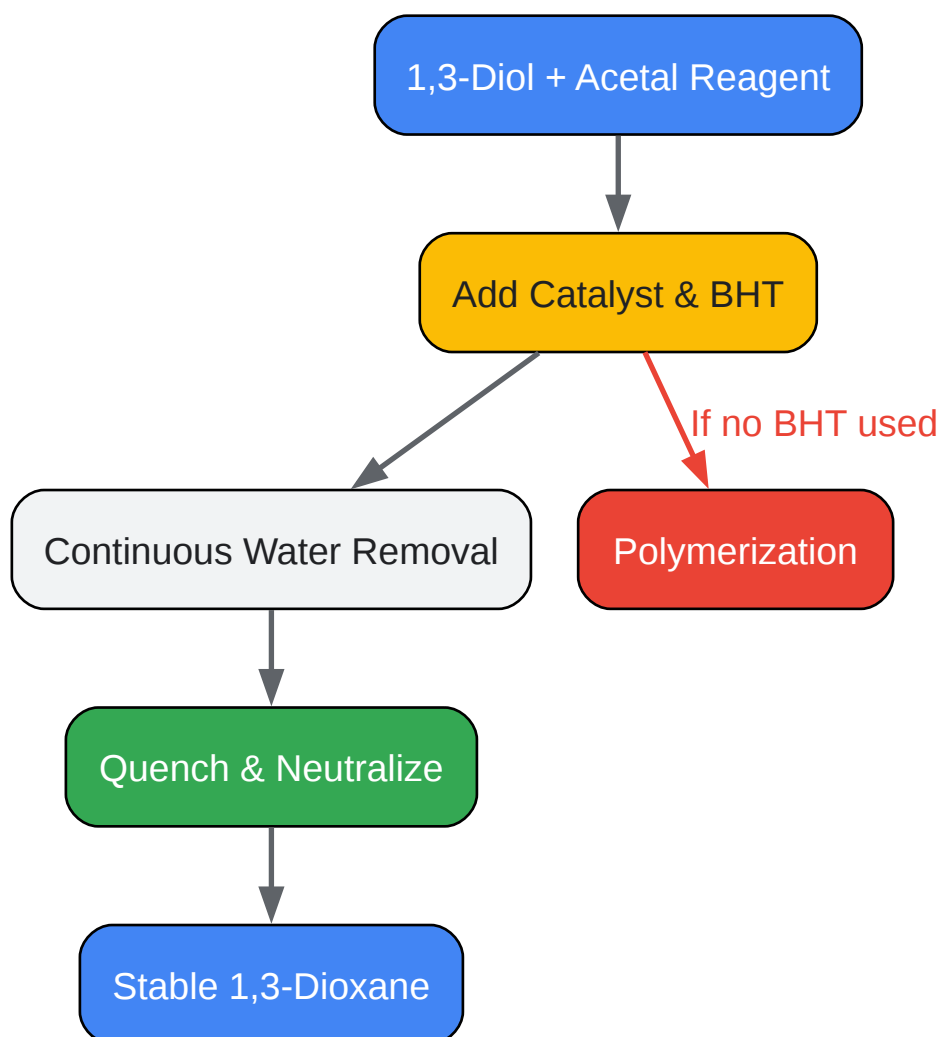 1,3-Diol + Acetal Reagent
Add Catalyst & BHT
If no BHT used
Continuous Water Removal
Polymerization
Quench & Neutralize
Stable 1,3-Dioxane